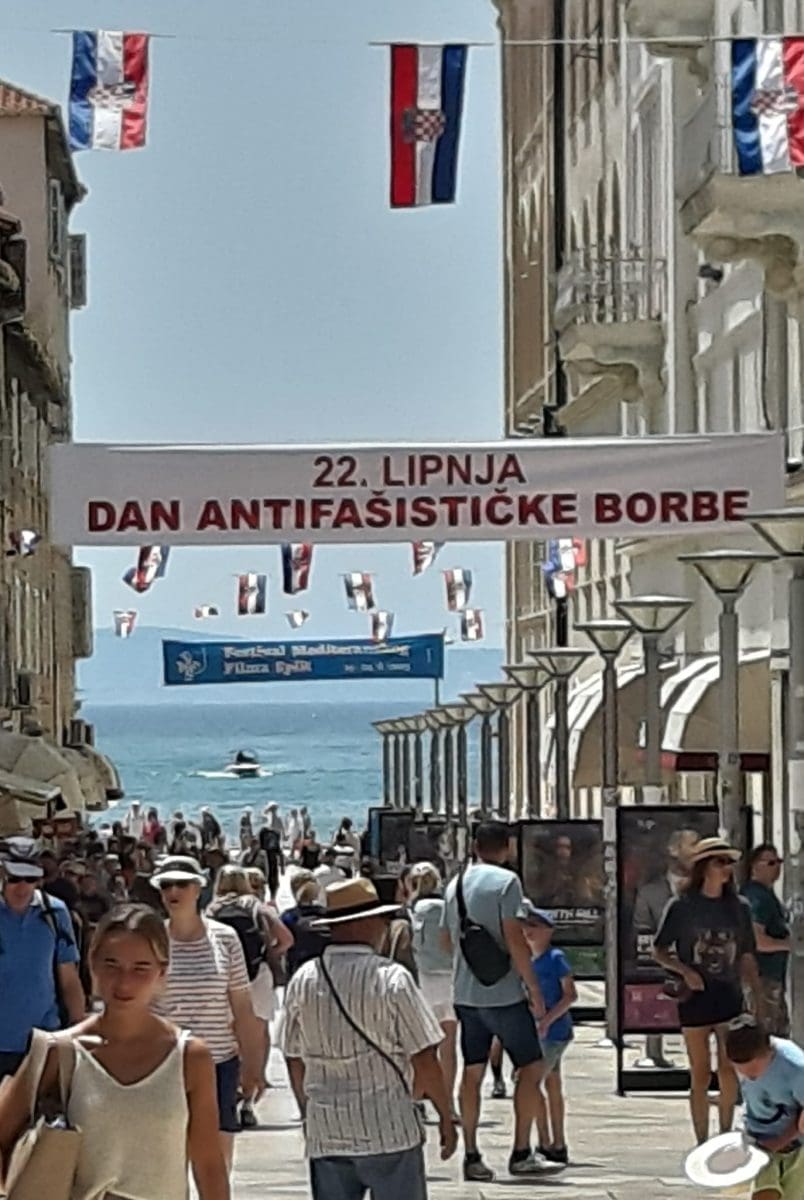 22. LIPNJA
DAN ANTIFAŠISTIČKE BORBE
Festival Mediteranskog
Filma Split